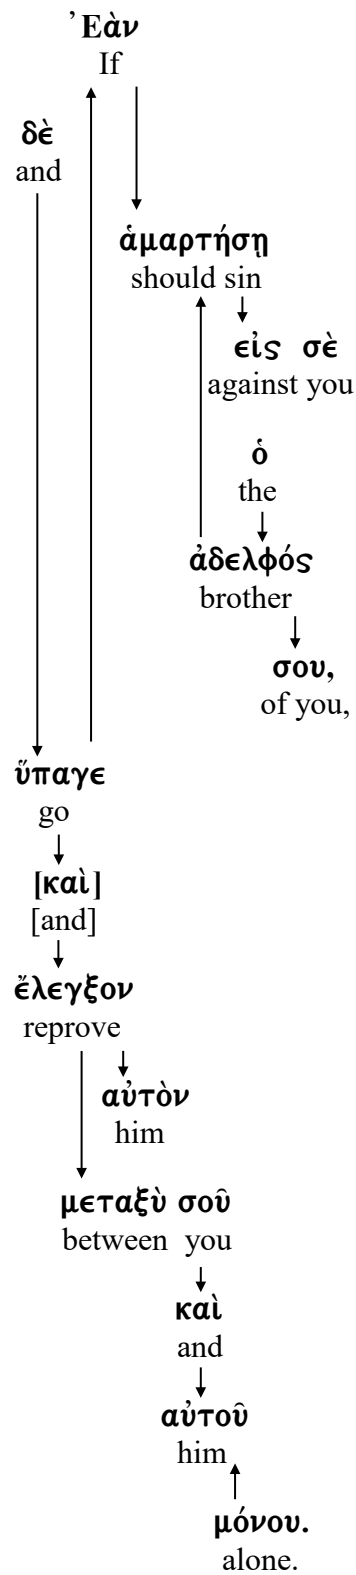 Ἐὰν
If
δὲ
and
ἁμαρτήσῃ
should sin
εἰς σὲ
against you
ὁ
the
ἀδελφός
brother
σου,
of you,
ὕπαγε
go
[καὶ]
[and]
ἔλεγξον
reprove
αὐτὸν
him
μεταξὺ σοῦ
between you
καὶ
and
αὐτοῦ
him
μόνου.
alone.